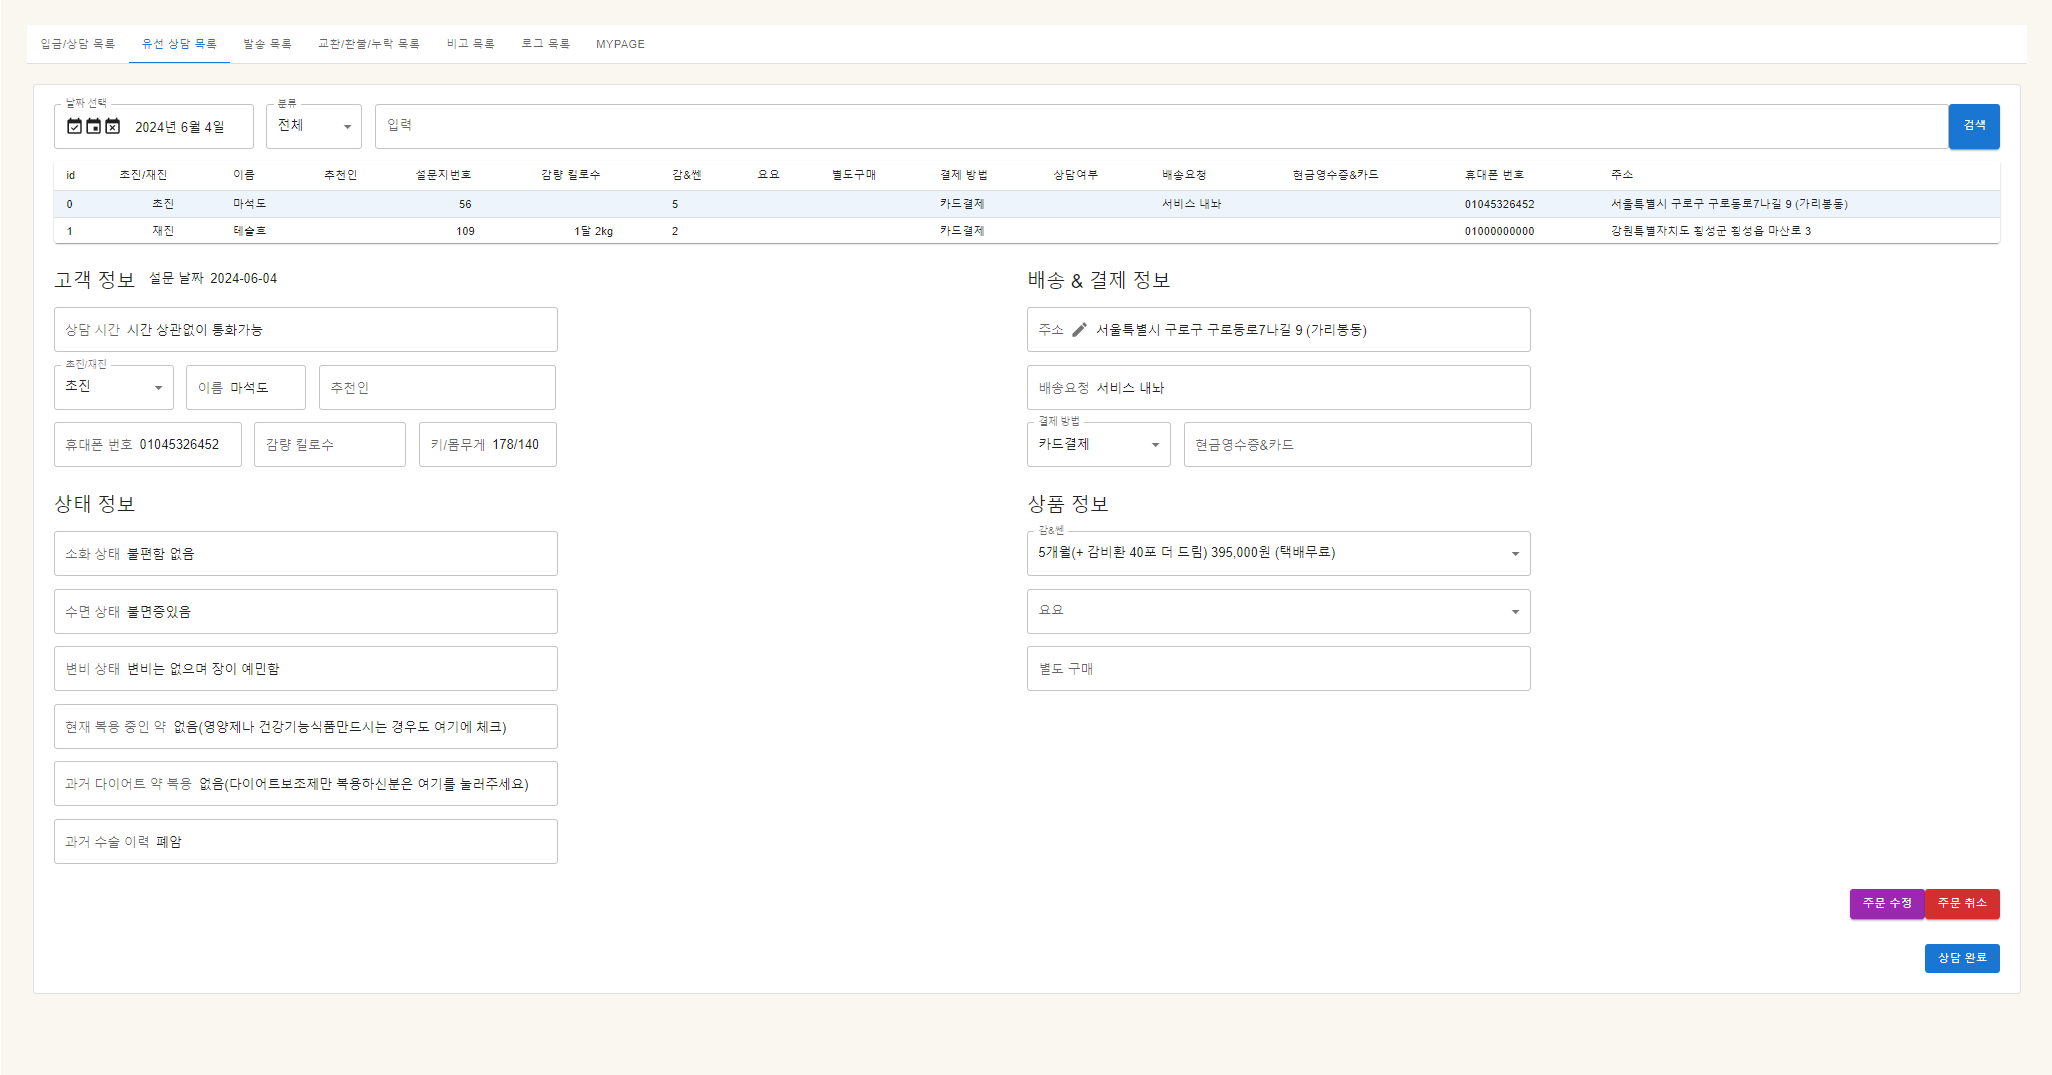 입금/상담 목록 유선 상담 목록 발송 목록 교환/환불/누락 목록 비고 목록 로그 목록 MYPAGE
날짜 선택 분류
2024년 6월 4일 전체 입력 검색
id 초진/재진 이름 추천인 설문지번호 감량 킬로수 감&쎈 요요 별도구매 결제 방법 상담여부 배송요청 현금영수증&카드 휴대폰 번호 주소
0 초진 마석도 56 5 카드결제 서비스 내놔 01045326452 서울특별시 구로구 구로동로7나길 9 (가리봉동)
1 재진 테슬흐 109 1달 2kg 2 카드결제 01000000000 강원특별자치도 횡성군 횡성읍 마산로 3
고객 정보 설문 날짜 2024-06-04
상담 시간 시간 상관없이 통화가능
초진/재진
초진 이름 마석도 추천인
휴대폰 번호 01045326452 감량 킬로수 키/몸무게 178/140
상태 정보
소화 상태 불편함 없음
수면 상태 불면증있음
변비 상태 변비는 없으며 장이 예민함
현재 복용 중인 약 없음(영양제나 건강기능식품만드시는 경우도 여기에 체크)
과거 다이어트 약 복용 없음(다이어트보조제만 복용하신분은 여기를 눌러주세요)
과거 수술 이력 폐암
배송 & 결제 정보
주소 서울특별시 구로구 구로동로7나길 9 (가리봉동)
배송요청 서비스 내놔
결제 방법
카드결제 현금영수증&카드
상품 정보
감&쎈
5개월(+ 감비환 40포 더 드림) 395,000원 (택배무료)
요요
별도 구매
주문 수정 주문 취소
상담 완료